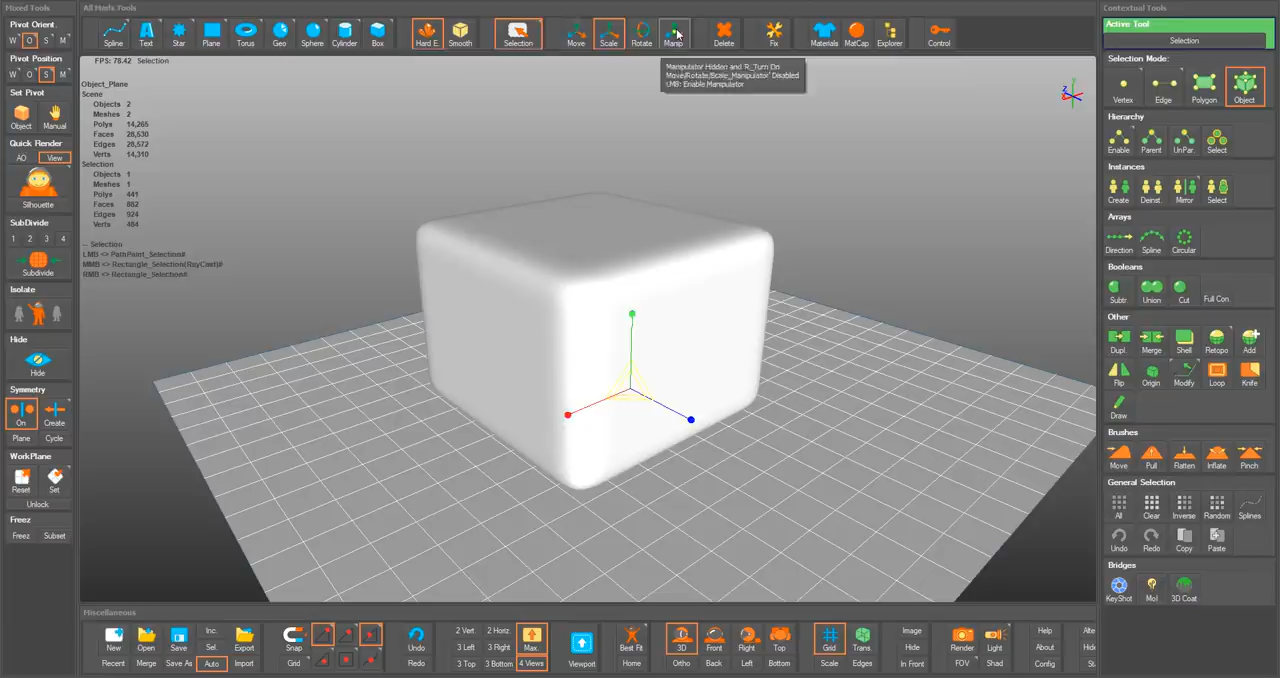 Mixed Tools
All Mesh Tools
Contextual Tools
Pivot Orient.
W O S M
Pivot Position
W O S M
Set Pivot
Object Manual
Quick Render
AO View
Silhouette
SubDivide
1 2 3 4
Subdivide
Isolate
Hide
Hide
Symmetry
On Create
Plane Cycle
WorkPlane
Reset Set
Unlock
Freez
Freez Subset
Spline Text Star Plane Torus Geo Sphere Cylinder Box Hard E. Smooth Selection Move Scale Rotate Manip Delete Fix Materials MatCap Explorer Control
FPS: 78.42 Selection
Manipulator Hidden and 'R_Turn On
Move/Rotate/Scale_Manipulator' Disabled
LMB: Enable Manipulator
Object_Plane
Scene
Objects 2
Meshes 2
Polys 14,265
Faces 28,530
Edges 28,572
Verts 14,310
Selection
Objects 1
Meshes 1
Polys 441
Faces 882
Edges 924
Verts 484
-- Selection
LMB <> PathPoint_Selection#
MMB <> Rectangle_Selection(RayCast)#
RMB <> Rectangle_Selection#
Z
Active Tool
Selection
Selection Mode:
Vertex Edge Polygon Object
Hierarchy
Enable Parent UnPar. Select
Instances
Create Deinst. Mirror Select
Arrays
Direction Spline Circular
Booleans
Subtr. Union Cut Full Con.
Other
Dupl. Merge Shell Retopo Add
Flip Origin Modify Loop Knife
Draw
Brushes
Move Pull Flatten Inflate Pinch
General Selection
All Clear Inverse Random Splines
Undo Redo Copy Paste
Bridges
KeyShot MoI 3D Coat
Miscellaneous
New Open Save Inc. Sel. Export Snap Undo 2 Vert. 2 Horiz. 3 Left 3 Right Max. Viewport Best Fit 3D Front Right Top Grid Trans. Image Hide Render Light Help About Alte Hide
Recent Merge Save As Auto Import Grid Redo 3 Top 3 Bottom 4 Views Home Ortho Back Left Bottom Scale Edges In Front FOV Shad Config St